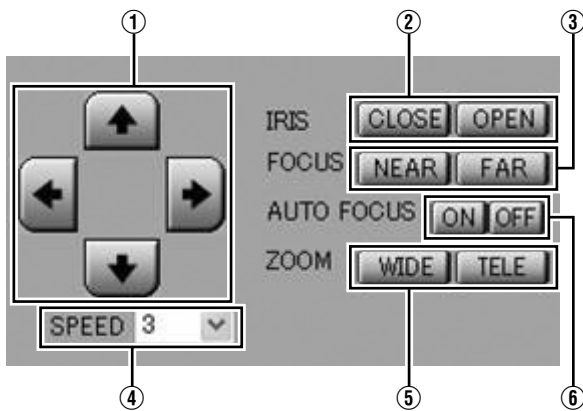 ① ② ③
IRIS CLOSE OPEN
FOCUS NEAR FAR
AUTO FOCUS ON OFF
ZOOM WIDE TELE
SPEED 3
④ ⑤ ⑥